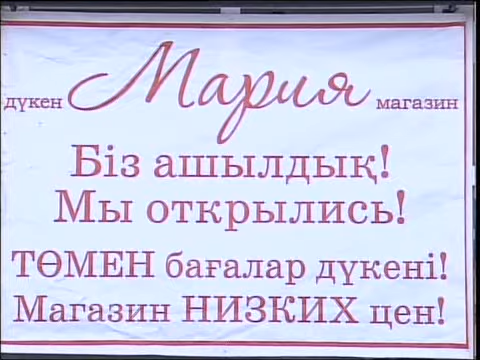 дүкен Мария магазин
Біз ашылдық!
Мы открылись!
ТӨМЕН бағалар дүкені!
Магазин НИЗКИХ цен!